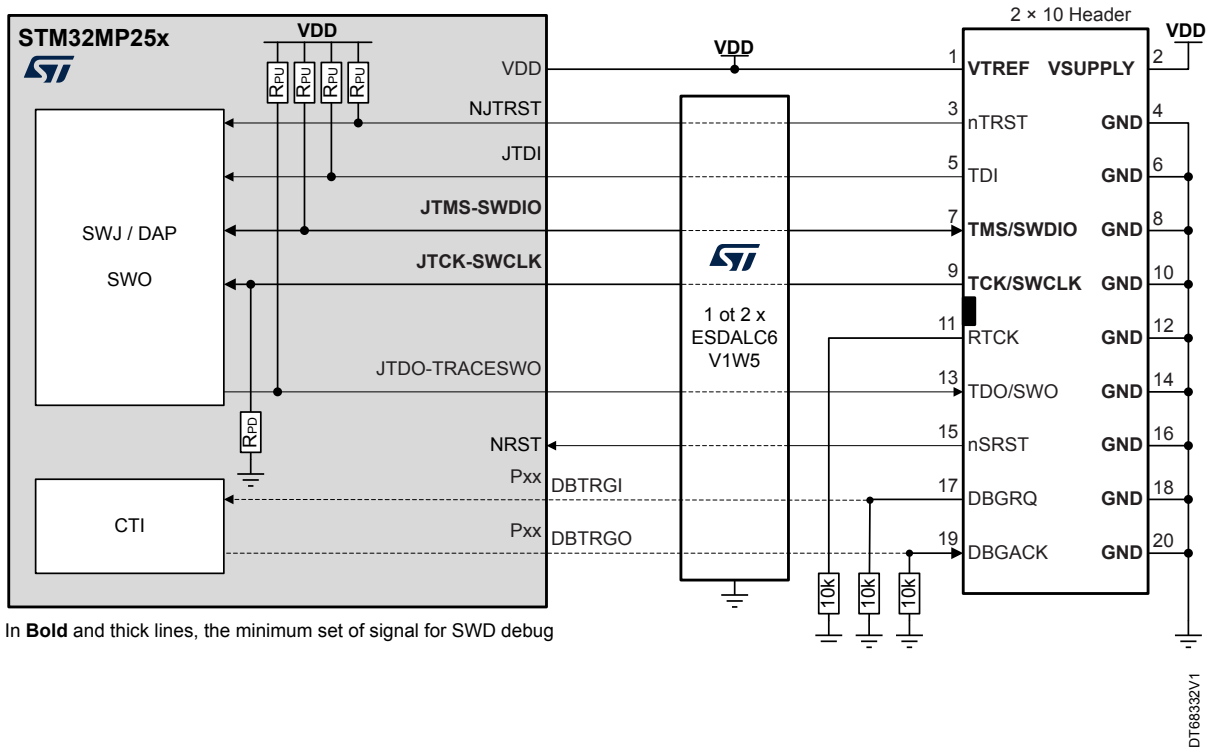 2 × 10 Header
STM32MP25x
VDD
VDD
VDD
RPU
RPU
RPU
RPU
VDD
1
VTREF
VSUPPLY
2
NJTRST
3
nTRST
GND
4
JTDI
5
TDI
GND
6
JTMS-SWDIO
7
TMS/SWDIO
GND
8
SWJ / DAP
SWO
JTCK-SWCLK
9
TCK/SWCLK
GND
10
1 ot 2 x
ESDALC6
V1W5
11
RTCK
GND
12
JTDO-TRACESWO
13
TDO/SWO
GND
14
RPD
NRST
15
nSRST
GND
16
Pxx
DBTRGI
17
DBGRQ
GND
18
CTI
Pxx
DBTRGO
19
DBGACK
GND
20
10k
10k
10k
In Bold and thick lines, the minimum set of signal for SWD debug
DT68332V1